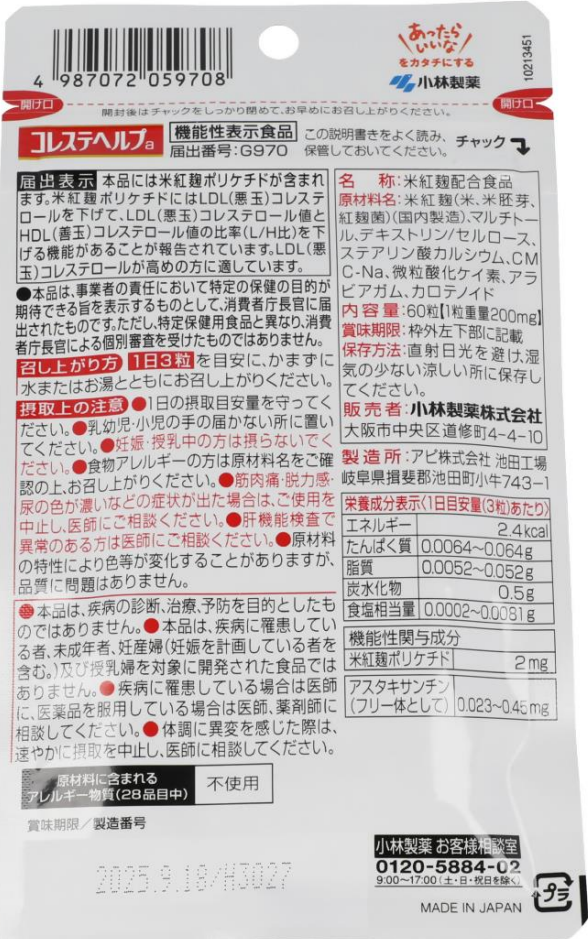 あったら
いいな
をカタチにする
小林製薬
10213451
4 987072 059708
開け口
開け口
開封後はチャックをしっかり閉めて、お早めにお召し上がりください。
コレステヘルプa
機能性表示食品
届出番号:G970
この説明書きをよく読み、
保管しておいてください。
チャック
届出表示 本品には米紅麹ポリケチドが含まれ
ます。米紅麹ポリケチドにはLDL(悪玉)コレステ
ロールを下げて、LDL(悪玉)コレステロール値と
HDL(善玉)コレステロール値の比率(L/H比)を下
げる機能があることが報告されています。LDL(悪
玉)コレステロールが高めの方に適しています。
●本品は、事業者の責任において特定の保健の目的が
期待できる旨を表示するものとして、消費者庁長官に届
出されたものです。ただし、特定保健用食品と異なり、消費
者庁長官による個別審査を受けたものではありません。
召し上がり方 1日3粒を目安に、かまずに
水またはお湯とともにお召し上がりください。
摂取上の注意 ●1日の摂取目安量を守ってく
ださい。●乳幼児・小児の手の届かない所に置い
てください。●妊娠・授乳中の方は摂らないでく
ださい。●食物アレルギーの方は原材料名をご確
認の上、お召し上がりください。●筋肉痛・脱力感・
尿の色が濃いなどの症状が出た場合は、ご使用を
中止し、医師にご相談ください。●肝機能検査で
異常のある方は医師にご相談ください。●原材料
の特性により色等が変化することがありますが、
品質に問題はありません。
●本品は、疾病の診断、治療、予防を目的としたも
のではありません。●本品は、疾病に罹患してい
る者、未成年者、妊産婦(妊娠を計画している者を
含む。)及び授乳婦を対象に開発された食品では
ありません。●疾病に罹患している場合は医師
に、医薬品を服用している場合は医師、薬剤師に
相談してください。●体調に異変を感じた際は、
速やかに摂取を中止し、医師に相談してください。
原材料に含まれる
アレルギー物質(28品目中)
不使用
賞味期限/製造番号
2025.9.18/H3027
名称:米紅麹配合食品
原材料名:米紅麹(米、米胚芽、
紅麹菌)(国内製造)、マルチトー
ル、デキストリン/セルロース、
ステアリン酸カルシウム、CM
C-Na、微粒酸化ケイ素、アラ
ビアガム、カロテノイド
内容量:60粒【1粒重量200mg】
賞味期限:枠外左下部に記載
保存方法:直射日光を避け、湿
気の少ない涼しい所に保存し
てください。
販売者:小林製薬株式会社
大阪市中央区道修町4-4-10
製造所:アピ株式会社 池田工場
岐阜県揖斐郡池田町小牛743-1
栄養成分表示〈1日目安量(3粒)あたり〉
エネルギー 2.4kcal
たんぱく質 0.0064~0.064g
脂質 0.0052~0.052g
炭水化物 0.5g
食塩相当量 0.0002~0.0081g
機能性関与成分
米紅麹ポリケチド 2mg
アスタキサンチン
(フリー体として) 0.023~0.45mg
小林製薬 お客様相談室
0120-5884-02
9:00~17:00(土・日・祝日を除く)
MADE IN JAPAN
プラ